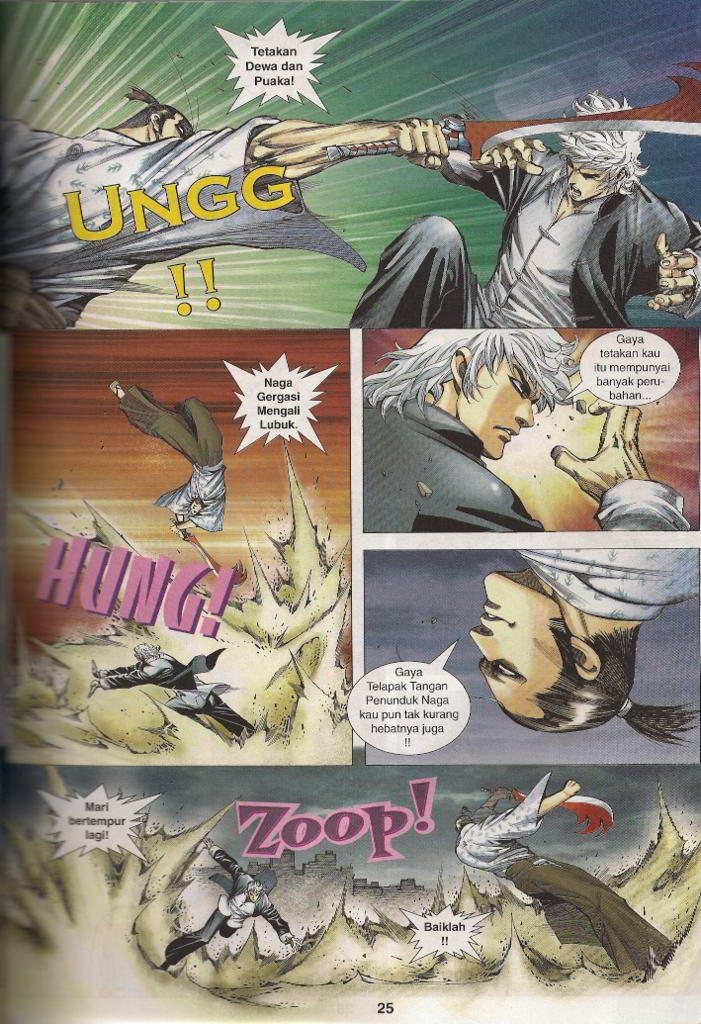 Tetakan
Dewa dan
Puaka!
UNGG
!!
Naga
Gergasi
Mengali
Lubuk.
HUNG!
Gaya
tetakan kau
itu mempunyai
banyak peru-
bahan...
Gaya
Telapak Tangan
Penunduk Naga
kau pun tak kurang
hebatnya juga
!!
Mari
bertempur
lagi!
ZOOP!
Baiklah
!!
25